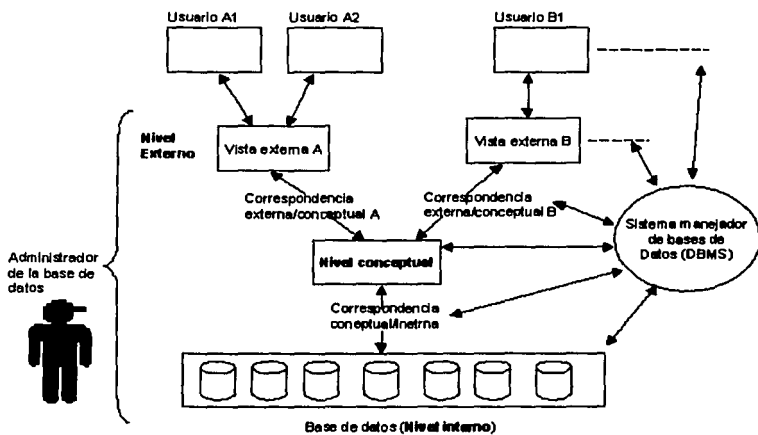 Usuario A1
Usuario A2
Usuario B1
Nivel
Externo
Vista externa A
Vista externa B
Correspondencia
externa/conceptual A
Correspondencia
externa/conceptual B
Sistema manejador
de bases de
Datos (DBMS)
Administrador
de la base de
datos
Nivel conceptual
Correspondencia
coneptual/inetrna
Base de datos (Nivel interno)